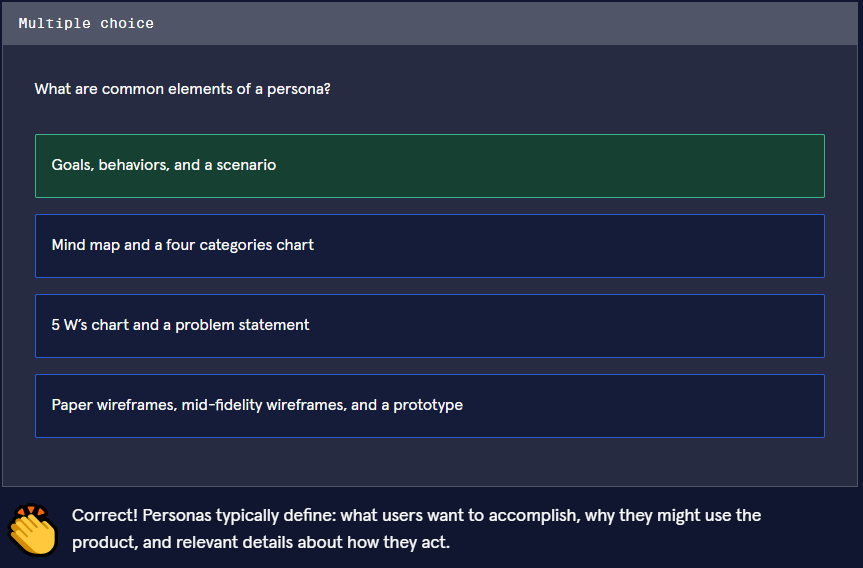 Multiple choice
What are common elements of a persona?
Goals, behaviors, and a scenario
Mind map and a four categories chart
5 W’s chart and a problem statement
Paper wireframes, mid-fidelity wireframes, and a prototype
Correct! Personas typically define: what users want to accomplish, why they might use the
product, and relevant details about how they act.